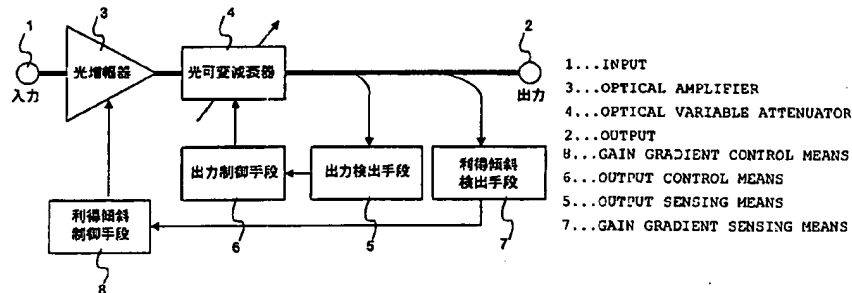 1
3
4
2
光増幅器
光可変減衰器
入力
出力
出力制御手段
出力検出手段
利得傾斜
検出手段
利得傾斜
制御手段
6
5
7
8
1...INPUT
3...OPTICAL AMPLIFIER
4...OPTICAL VARIABLE ATTENUATOR
2...OUTPUT
8...GAIN GRADIENT CONTROL MEANS
6...OUTPUT CONTROL MEANS
5...OUTPUT SENSING MEANS
7...GAIN GRADIENT SENSING MEANS